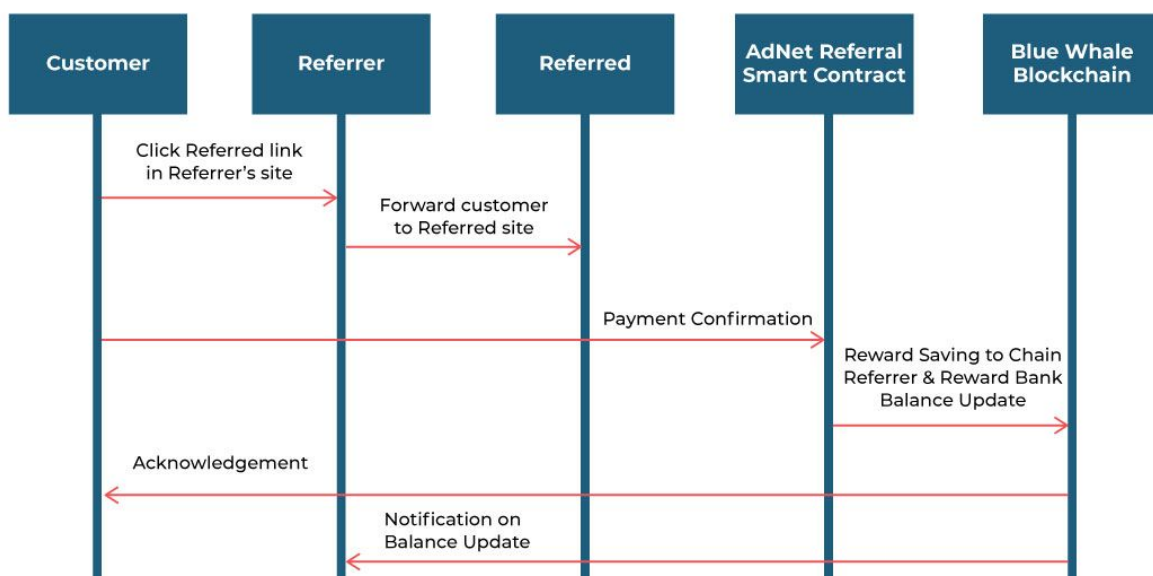 Customer
Referrer
Referred
AdNet Referral
Smart Contract
Blue Whale
Blockchain
Click Referred link
in Referrer's site
Forward customer
to Referred site
Payment Confirmation
Reward Saving to Chain
Referrer & Reward Bank
Balance Update
Acknowledgement
Notification on
Balance Update